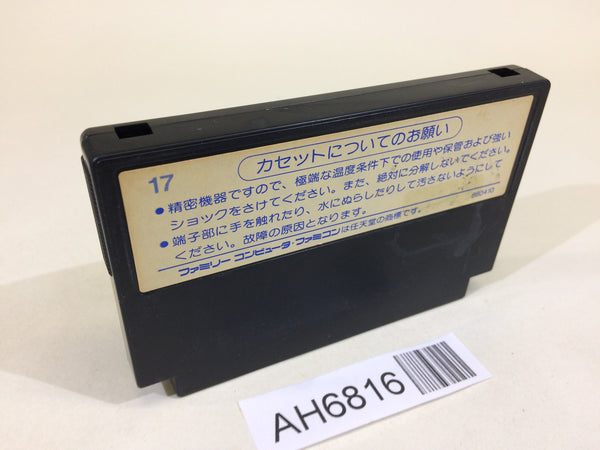 カセットについてのお願い
17
●精密機器ですので、極端な温度条件下での使用や保管および強い
ショックをさけてください。また、絶対に分解しないでください。
●端子部に手を触れたり、水にぬらしたりして汚さないようにして
ください。故障の原因となります。
ファミリーコンピュータ・ファミコンは任天堂の商標です。
AH6816